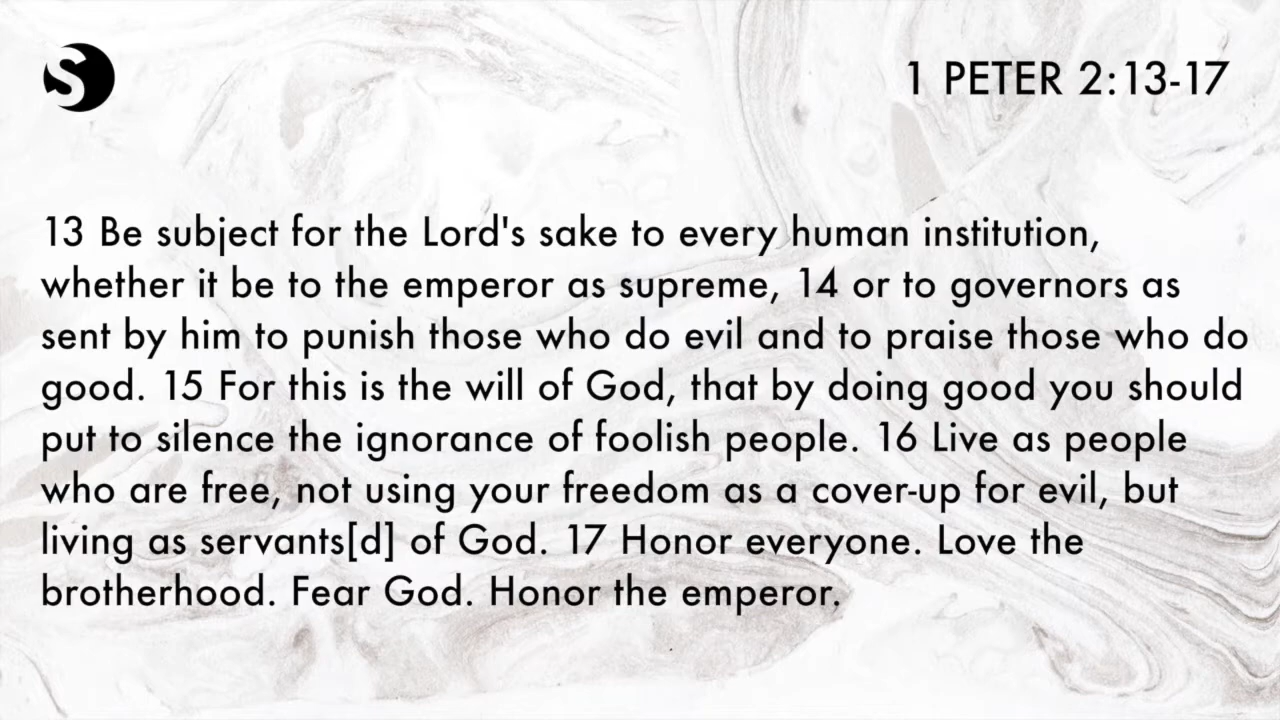 S
1 PETER 2:13-17
13 Be subject for the Lord's sake to every human institution,
whether it be to the emperor as supreme, 14 or to governors as
sent by him to punish those who do evil and to praise those who do
good. 15 For this is the will of God, that by doing good you should
put to silence the ignorance of foolish people. 16 Live as people
who are free, not using your freedom as a cover-up for evil, but
living as servants[d] of God. 17 Honor everyone. Love the
brotherhood. Fear God. Honor the emperor.